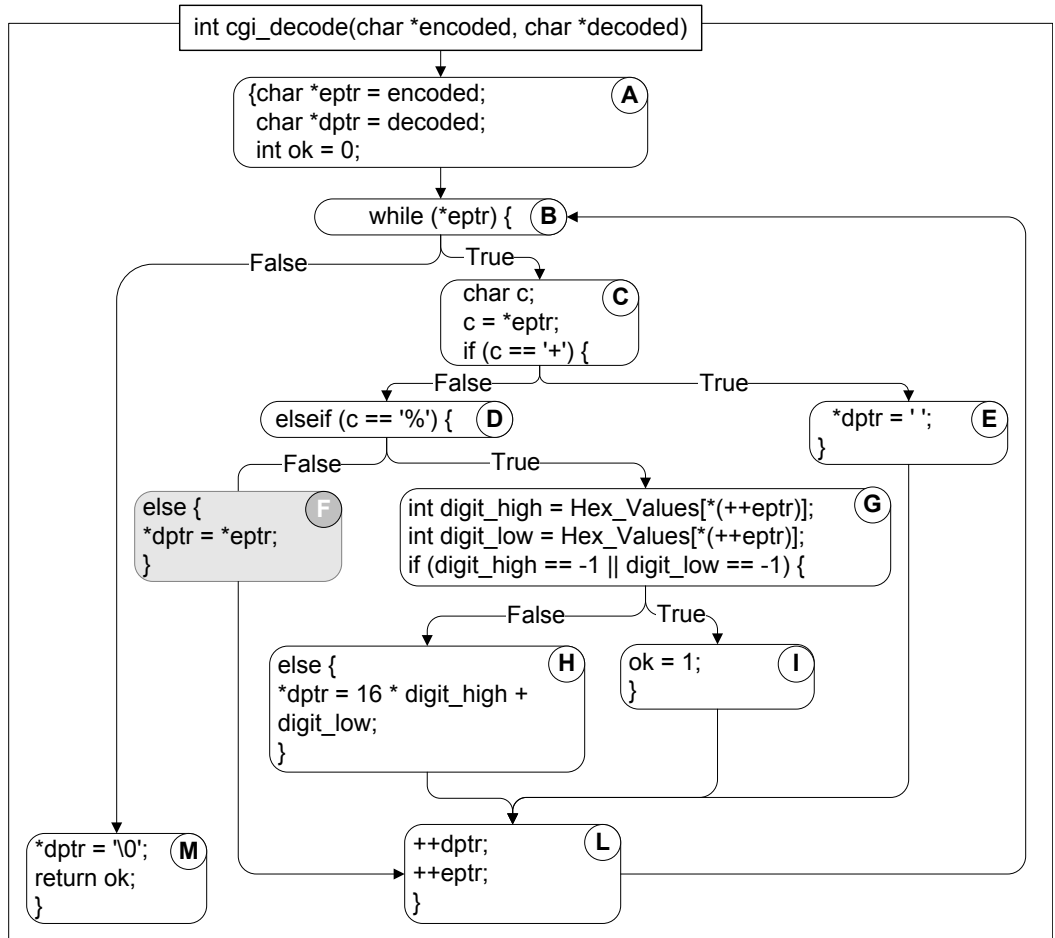 int cgi_decode(char *encoded, char *decoded)
{char *eptr = encoded;
char *dptr = decoded;
int ok = 0;
A
while (*eptr) {
B
False
True
char c;
c = *eptr;
if (c == '+') {
C
False
True
elseif (c == '%') {
D
*dptr = ' ';
}
E
False
True
else {
*dptr = *eptr;
}
F
int digit_high = Hex_Values[*(++eptr)];
int digit_low = Hex_Values[*(++eptr)];
if (digit_high == -1 || digit_low == -1) {
G
False
True
else {
*dptr = 16 * digit_high +
digit_low;
}
H
ok = 1;
}
I
*dptr = '\0';
return ok;
}
M
++dptr;
++eptr;
}
L